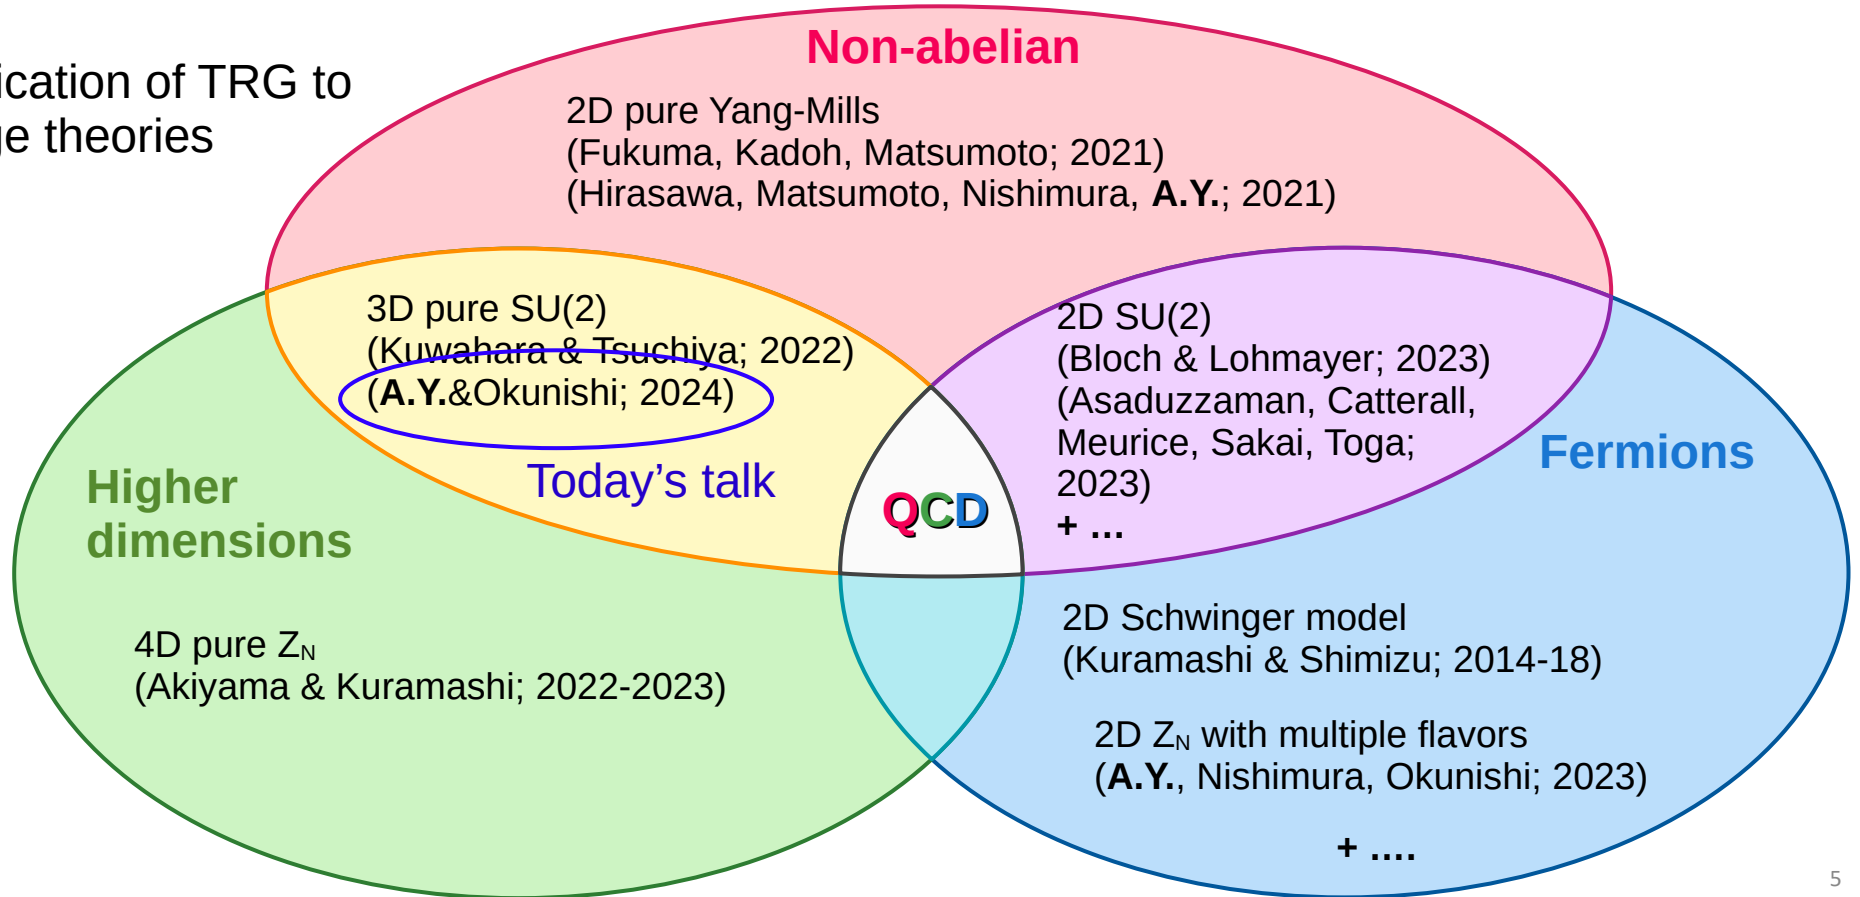 ication of TRG to
ge theories
Non-abelian
2D pure Yang-Mills
(Fukuma, Kadoh, Matsumoto; 2021)
(Hirasawa, Matsumoto, Nishimura, A.Y.; 2021)
3D pure SU(2)
(Kuwahara & Tsuchiya; 2022)
(A.Y.&Okunishi; 2024)
Today’s talk
2D SU(2)
(Bloch & Lohmayer; 2023)
(Asaduzzaman, Catterall,
Meurice, Sakai, Toga;
2023)
+ ...
Higher
dimensions
QCD
Fermions
4D pure Z_N
(Akiyama & Kuramashi; 2022-2023)
2D Schwinger model
(Kuramashi & Shimizu; 2014-18)
2D Z_N with multiple flavors
(A.Y., Nishimura, Okunishi; 2023)
+ ....
5